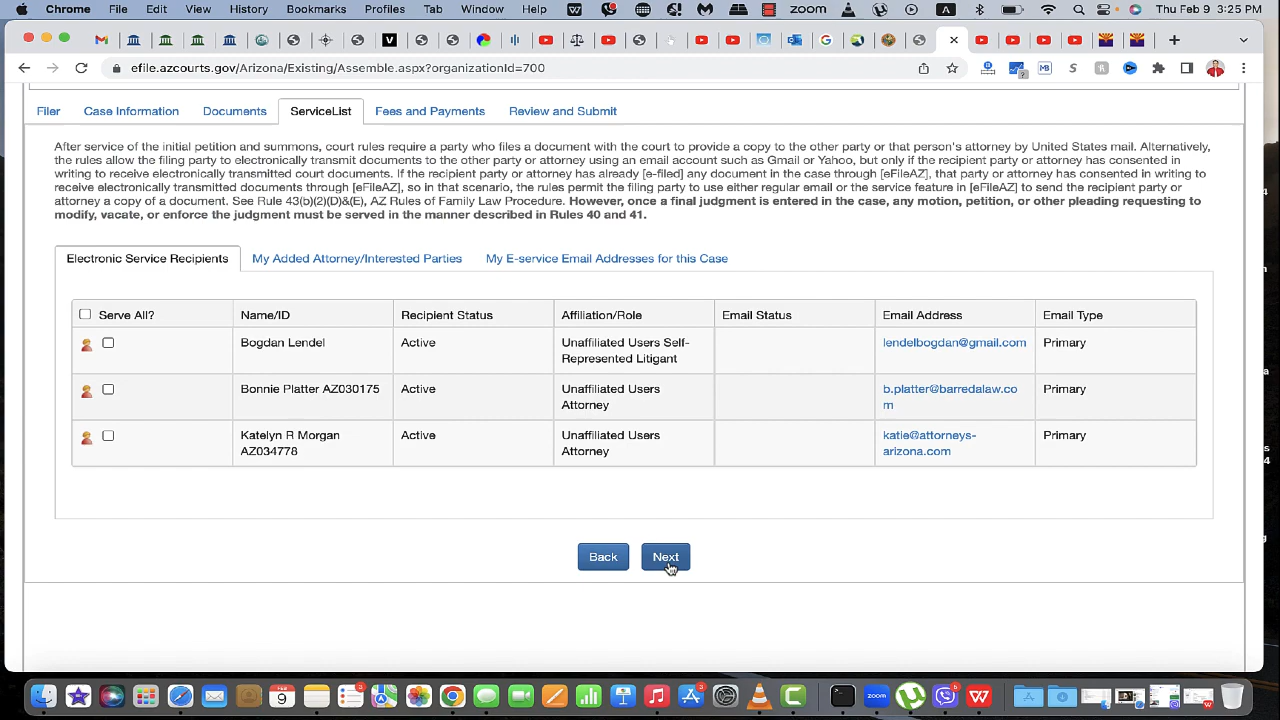 Chrome File Edit View History Bookmarks Profiles Tab Window Help zoom Thu Feb 9 3:25 PM
efile.azcourts.gov/Arizona/Existing/Assemble.aspx?organizationId=700
Filer Case Information Documents ServiceList Fees and Payments Review and Submit
After service of the initial petition and summons, court rules require a party who files a document with the court to provide a copy to the other party or that person's attorney by United States mail. Alternatively,
the rules allow the filing party to electronically transmit documents to the other party or attorney using an email account such as Gmail or Yahoo, but only if the recipient party or attorney has consented in
writing to receive electronically transmitted court documents. If the recipient party or attorney has already [e-filed] any document in the case through [eFileAZ], that party or attorney has consented in writing to
receive electronically transmitted documents through [eFileAZ], so in that scenario, the rules permit the filing party to use either regular email or the service feature in [eFileAZ] to send the recipient party or
attorney a copy of a document. See Rule 43(b)(2)(D)&(E), AZ Rules of Family Law Procedure. However, once a final judgment is entered in the case, any motion, petition, or other pleading requesting to
modify, vacate, or enforce the judgment must be served in the manner described in Rules 40 and 41.
Electronic Service Recipients My Added Attorney/Interested Parties My E-service Email Addresses for this Case
Serve All? Name/ID Recipient Status Affiliation/Role Email Status Email Address Email Type
Bogdan Lendel Active Unaffiliated Users Self- lendelbogdan@gmail.com Primary
Represented Litigant
Bonnie Platter AZ030175 Active Unaffiliated Users b.platter@barredalaw.co Primary
Attorney m
Katelyn R Morgan Active Unaffiliated Users katie@attorneys- Primary
AZ034778 Attorney arizona.com
Back Next